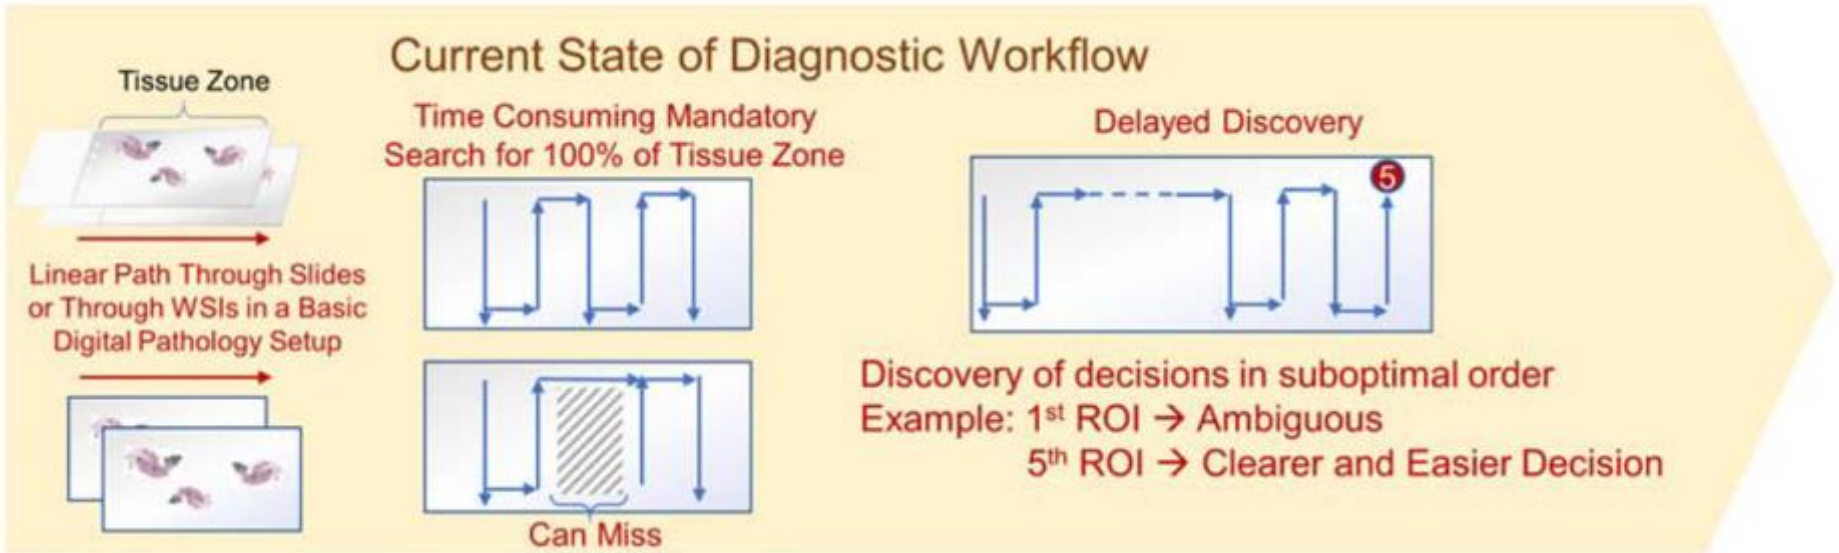 Current State of Diagnostic Workflow
Tissue Zone
Linear Path Through Slides
or Through WSIs in a Basic
Digital Pathology Setup
Time Consuming Mandatory
Search for 100% of Tissue Zone
Can Miss
Delayed Discovery
5
Discovery of decisions in suboptimal order
Example: 1st ROI → Ambiguous
5th ROI → Clearer and Easier Decision